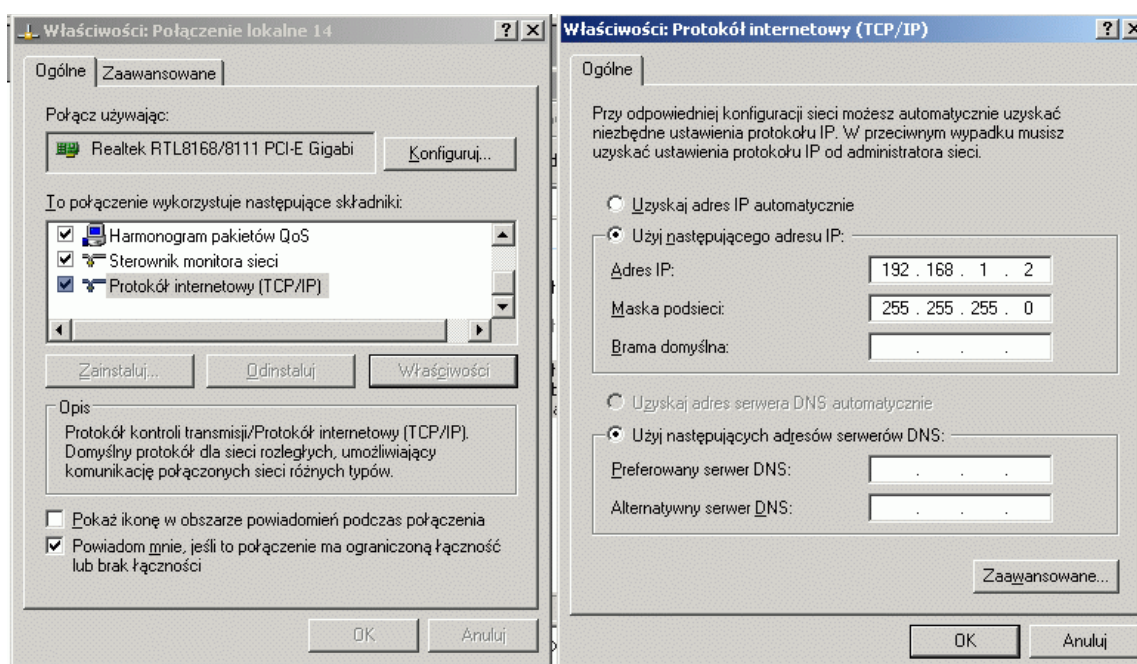 Właściwości: Połączenie lokalne 14
Ogólne
Zaawansowane
Połącz używając:
Realtek RTL8168/8111 PCI-E Gigabi
Konfiguruj...
To połączenie wykorzystuje następujące składniki:
Harmonogram pakietów QoS
Sterownik monitora sieci
Protokół internetowy (TCP/IP)
Zainstaluj...
Odinstaluj
Właściwości
Opis
Protokół kontroli transmisji/Protokół internetowy (TCP/IP).
Domyślny protokół dla sieci rozległych, umożliwiający
komunikację połączonych sieci różnych typów.
Pokaż ikonę w obszarze powiadomień podczas połączenia
Powiadom mnie, jeśli to połączenie ma ograniczoną łączność
lub brak łączności
OK
Anuluj
Właściwości: Protokół internetowy (TCP/IP)
Ogólne
Przy odpowiedniej konfiguracji sieci możesz automatycznie uzyskać
niezbędne ustawienia protokołu IP. W przeciwnym wypadku musisz
uzyskać ustawienia protokołu IP od administratora sieci.
Uzyskaj adres IP automatycznie
Użyj następującego adresu IP:
Adres IP: 192 . 168 . 1 . 2
Maska podsieci: 255 . 255 . 255 . 0
Brama domyślna: . . .
Uzyskaj adres serwera DNS automatycznie
Użyj następujących adresów serwerów DNS:
Preferowany serwer DNS: . . .
Alternatywny serwer DNS: . . .
Zaawansowane...
OK
Anuluj